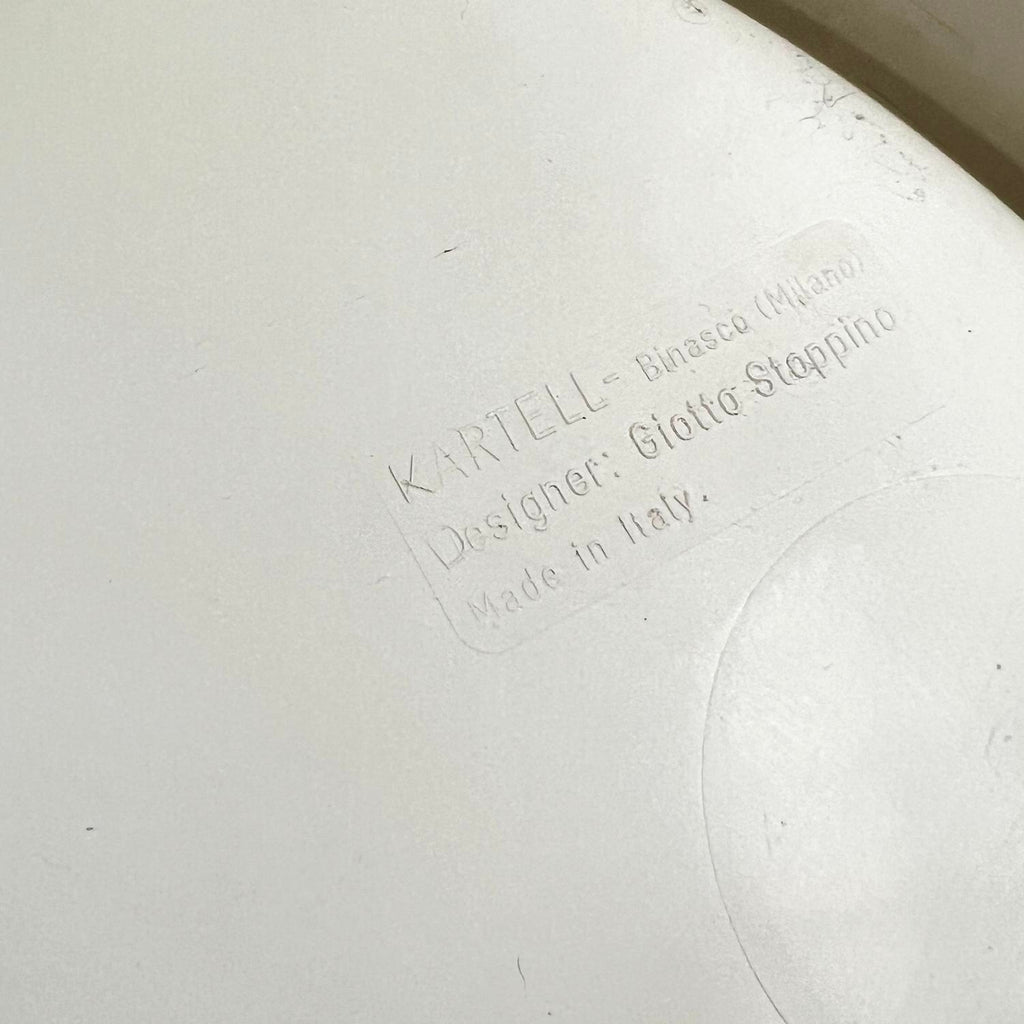 KARTELL - Binasco (Milano)
Designer: Giotto Stoppino
Made in Italy.